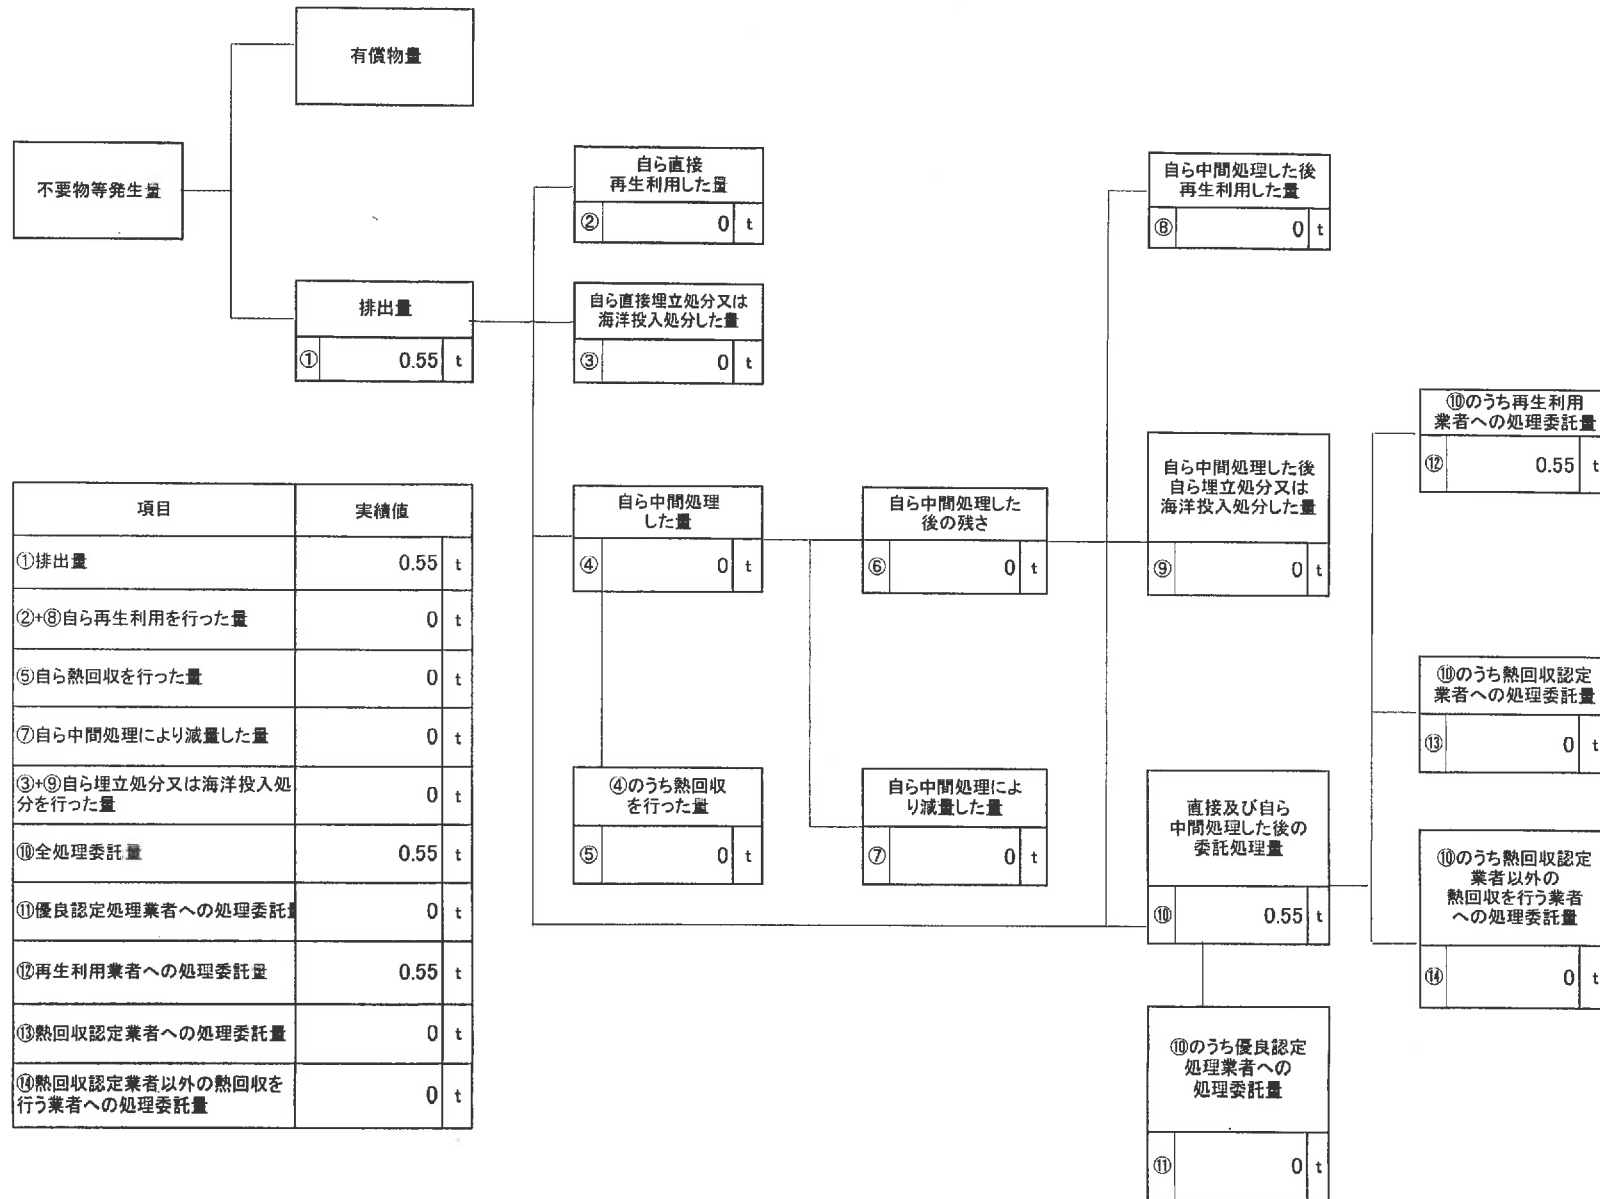 有償物量
不要物等発生量
排出量
① 0.55 t
自ら直接
再生利用した量
② 0 t
自ら直接埋立処分又は
海洋投入処分した量
③ 0 t
自ら中間処理
した量
④ 0 t
④のうち熱回収
を行った量
⑤ 0 t
自ら中間処理した
後の残さ
⑥ 0 t
自ら中間処理によ
り減量した量
⑦ 0 t
自ら中間処理した後
再生利用した量
⑧ 0 t
自ら中間処理した後
自ら埋立処分又は
海洋投入処分した量
⑨ 0 t
直接及び自ら
中間処理した後の
委託処理量
⑩ 0.55 t
⑩のうち優良認定
処理業者への
処理委託量
⑪ 0 t
⑩のうち再生利用
業者への処理委託量
⑫ 0.55 t
⑩のうち熱回収認定
業者への処理委託量
⑬ 0 t
⑩のうち熱回収認定
業者以外の
熱回収を行う業者
への処理委託量
⑭ 0 t
項目 実績値
①排出量 0.55 t
②+⑧自ら再生利用を行った量 0 t
⑤自ら熱回収を行った量 0 t
⑦自ら中間処理により減量した量 0 t
③+⑨自ら埋立処分又は海洋投入処
分を行った量 0 t
⑩全処理委託量 0.55 t
⑪優良認定処理業者への処理委託 0 t
⑫再生利用業者への処理委託量 0.55 t
⑬熱回収認定業者への処理委託量 0 t
⑭熱回収認定業者以外の熱回収を
行う業者への処理委託量 0 t